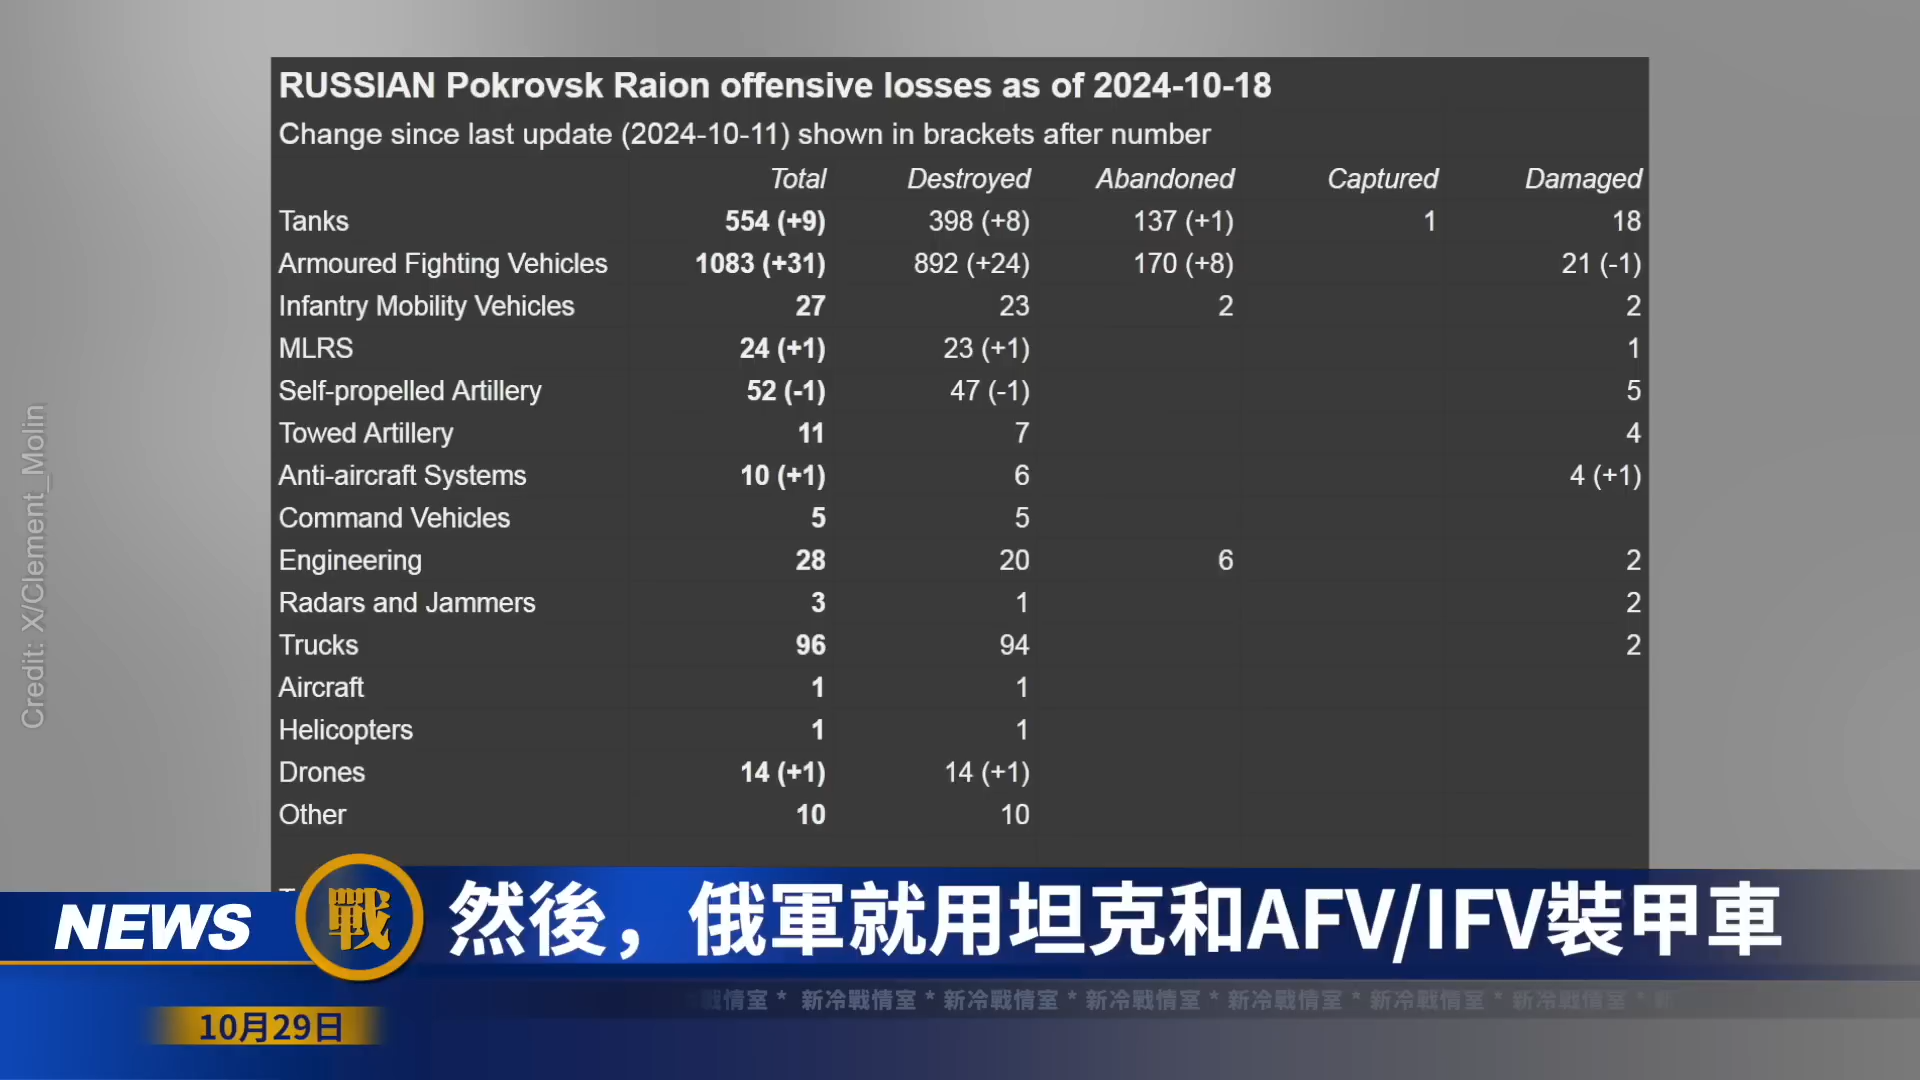 RUSSIAN Pokrovsk Raion offensive losses as of 2024-10-18
Change since last update (2024-10-11) shown in brackets after number
Total Destroyed Abandoned Captured Damaged
Tanks 554 (+9) 398 (+8) 137 (+1) 1 18
Armoured Fighting Vehicles 1083 (+31) 892 (+24) 170 (+8) 21 (-1)
Infantry Mobility Vehicles 27 23 2 2
MLRS 24 (+1) 23 (+1) 1
Self-propelled Artillery 52 (-1) 47 (-1) 5
Towed Artillery 11 7 4
Anti-aircraft Systems 10 (+1) 6 4 (+1)
Command Vehicles 5 5
Engineering 28 20 6 2
Radars and Jammers 3 1 2
Trucks 96 94 2
Aircraft 1 1
Helicopters 1 1
Drones 14 (+1) 14 (+1)
Other 10 10
Credit: X/Clement_Molin
NEWS
戰
然後，俄軍就用坦克和AFV/IFV裝甲車
戰情室 * 新冷戰情室 * 新冷戰情室 * 新冷戰情室 * 新冷戰情室 * 新冷戰情室 * 新冷戰情室 * 新
10月29日